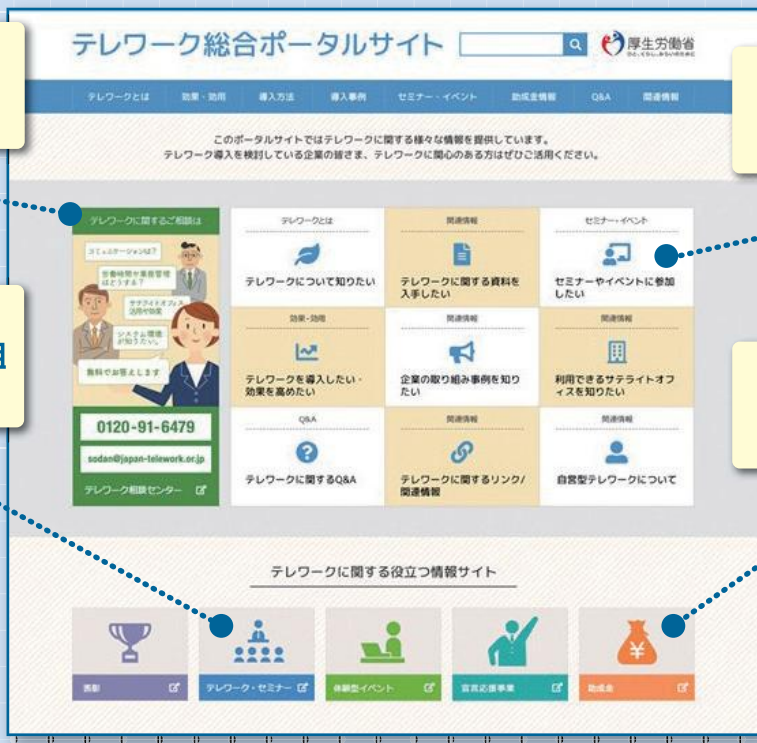 テレワーク総合ポータルサイト
厚生労働省
ひと、くらし、みらいのために
テレワークとは
効果・効用
導入方法
導入事例
セミナー・イベント
助成金情報
Q&A
関連情報
このポータルサイトではテレワークに関する様々な情報を提供しています。
テレワーク導入を検討している企業の皆さま、テレワークに関心のある方はぜひご活用ください。
テレワークに関するご相談は
コミュニケーションは?
労働時間や業務管理
はどうする?
サテライトオフィス
活用や効果
システム環境
が知りたい。
無料でお答えします
0120-91-6479
sodan@japan-telework.or.jp
テレワーク相談センター
テレワークとは
テレワークについて知りたい
関連情報
テレワークに関する資料を
入手したい
セミナー・イベント
セミナーやイベントに参加
したい
効果・効用
テレワークを導入したい・
効果を高めたい
関連情報
企業の取り組み事例を知り
たい
関連情報
利用できるサテライトオフ
ィスを知りたい
Q&A
テレワークに関するQ&A
関連情報
テレワークに関するリンク/
関連情報
関連情報
自営型テレワークについて
テレワークに関する役立つ情報サイト
表彰
テレワーク・セミナー
体験型イベント
宣言応援事業
助成金